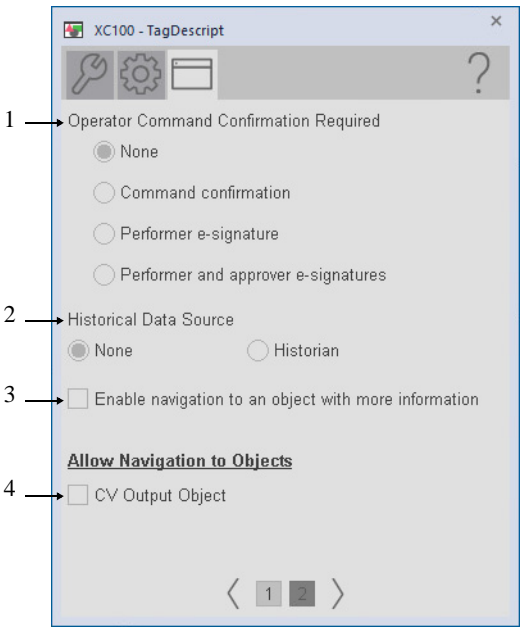 XC100 - TagDescript
1 Operator Command Confirmation Required
None
Command confirmation
Performer e-signature
Performer and approver e-signatures
2 Historical Data Source
None Historian
3 Enable navigation to an object with more information
Allow Navigation to Objects
4 CV Output Object
1 2